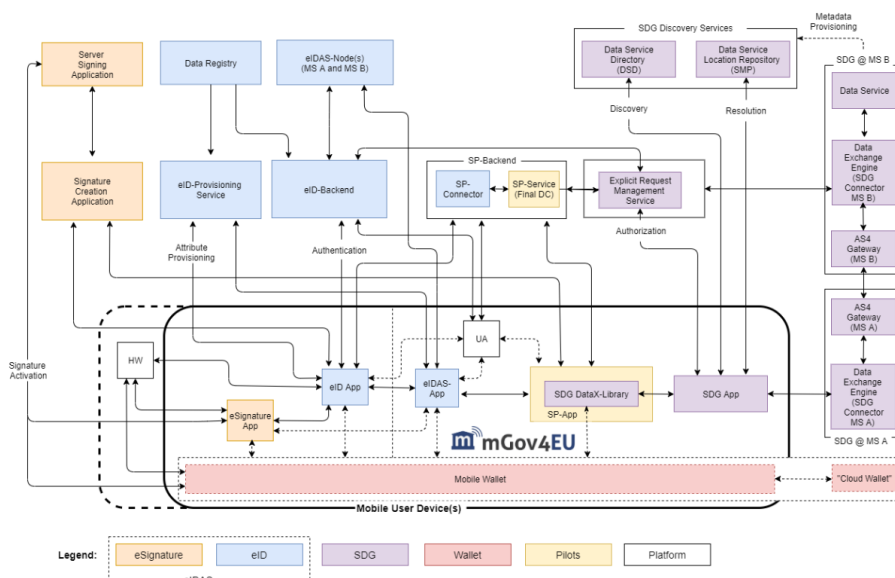 SDG Discovery Services
Metadata
Provisioning
Server
Signing
Application
Data Registry
eIDAS-Node(s)
(MS A and MS B)
Data Service
Directory
(DSD)
Data Service
Location Repository
(SMP)
SDG @ MS B
Data Service
Discovery
Resolution
Signature
Creation
Application
eID-Provisioning
Service
eID-Backend
SP-Backend
SP-
Connector
SP-Service
(Final DC)
Explicit Request
Management
Service
Data
Exchange
Engine
(SDG
Connector
MS B)
Attribute
Provisioning
Authentication
Authorization
AS4
Gateway
(MS B)
AS4
Gateway
(MS A)
Signature
Activation
HW
UA
eID App
eIDAS-
App
SDG DataX-Library
SP-App
SDG App
Data
Exchange
Engine
(SDG
Connector
MS A)
SDG @ MS A
eSignature
App
mGov4EU
Mobile Wallet
"Cloud Wallet"
Mobile User Device(s)
Legend:
eSignature
eID
SDG
Wallet
Pilots
Platform